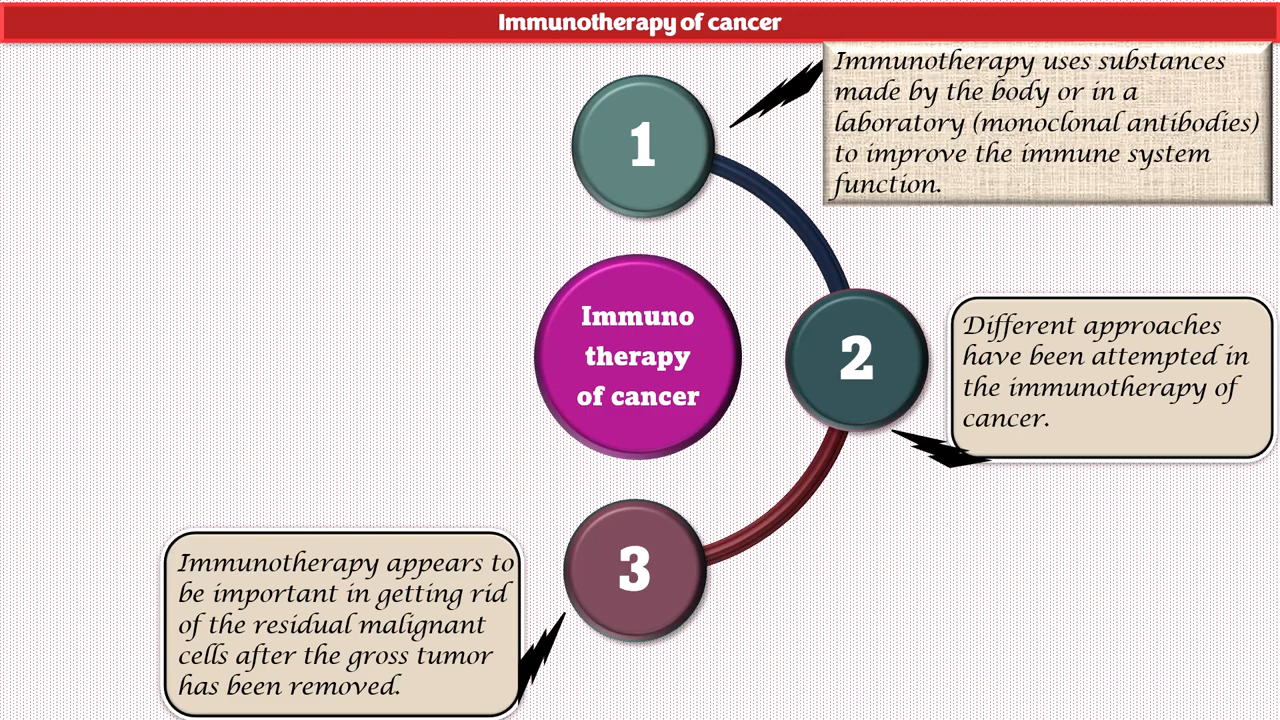 Immunotherapy of cancer
1
Immunotherapy uses substances
made by the body or in a
laboratory (monoclonal antibodies)
to improve the immune system
function.
Immuno
therapy
of cancer
2
Different approaches
have been attempted in
the immunotherapy of
cancer.
3
Immunotherapy appears to
be important in getting rid
of the residual malignant
cells after the gross tumor
has been removed.